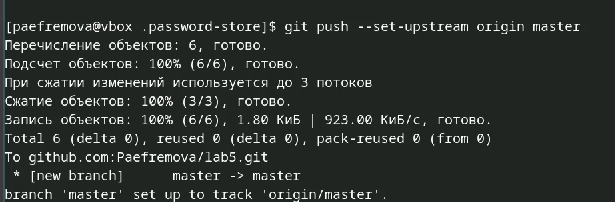 [paefremova@vbox .password-store]$ git push --set-upstream origin master
Перечисление объектов: 6, готово.
Подсчет объектов: 100% (6/6), готово.
При сжатии изменений используется до 3 потоков
Сжатие объектов: 100% (3/3), готово.
Запись объектов: 100% (6/6), 1.80 КиБ | 923.00 КиБ/с, готово.
Total 6 (delta 0), reused 0 (delta 0), pack-reused 0 (from 0)
To github.com:Paefremova/lab5.git
 * [new branch]      master -> master
branch 'master' set up to track 'origin/master'.